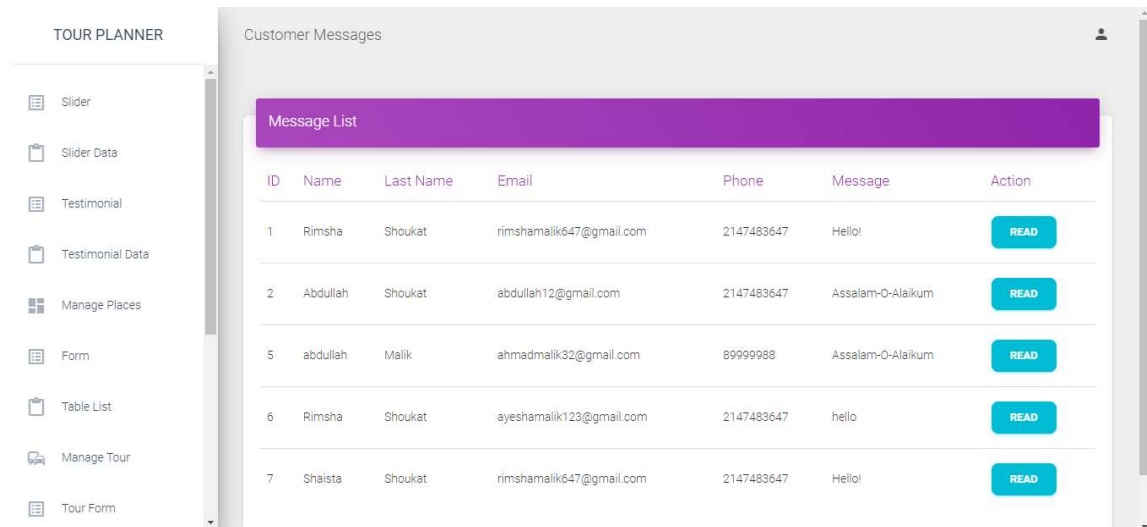 TOUR PLANNER
Customer Messages
Slider
Slider Data
Testimonial
Testimonial Data
Manage Places
Form
Table List
Manage Tour
Tour Form
Message List
ID Name Last Name Email Phone Message Action
1 Rimsha Shoukat rimshamalik647@gmail.com 2147483647 Hello! READ
2 Abdullah Shoukat abdullah12@gmail.com 2147483647 Assalam-O-Alaikum READ
5 abdullah Malik ahmadmalik32@gmail.com 89999988 Assalam-O-Alaikum READ
6 Rimsha Shoukat ayeshamalik123@gmail.com 2147483647 hello READ
7 Shaista Shoukat rimshamalik647@gmail.com 2147483647 Hello! READ